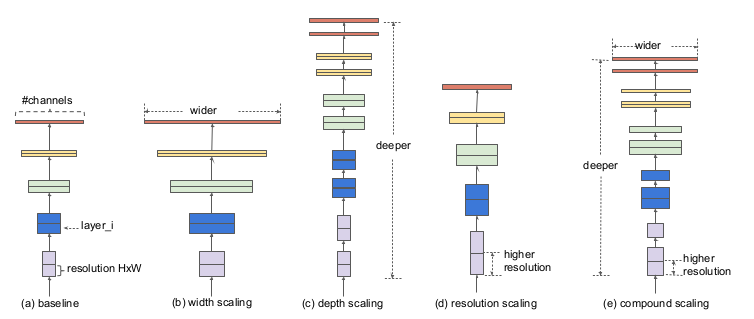 #channels
layer_i
resolution HxW
(a) baseline
wider
(b) width scaling
deeper
(c) depth scaling
higher
resolution
(d) resolution scaling
wider
deeper
higher
resolution
(e) compound scaling